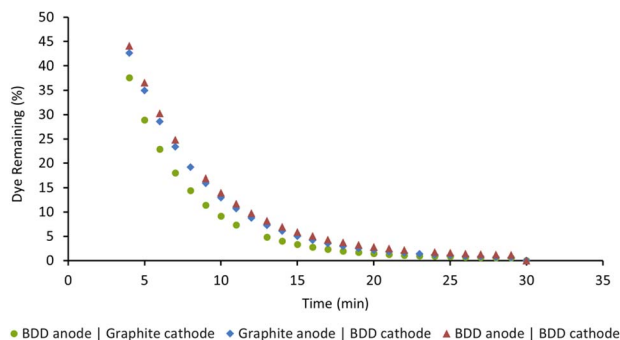 50
45
40
35
30
25
20
15
10
5
0
Dye Remaining (%)
0 5 10 15 20 25 30 35
Time (min)
BDD anode | Graphite cathode Graphite anode | BDD cathode BDD anode | BDD cathode